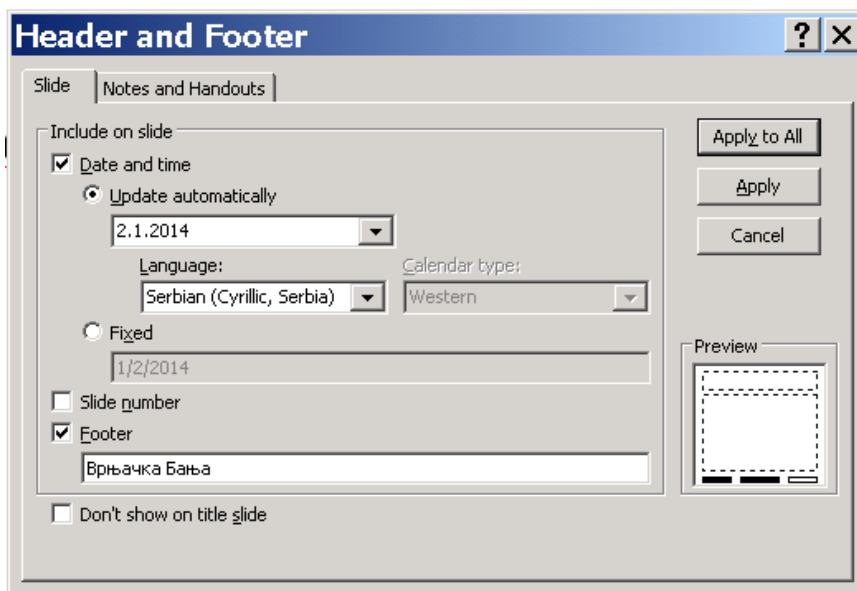 Header and Footer
Slide
Notes and Handouts
Include on slide
Date and time
Update automatically
2.1.2014
Language:
Calendar type:
Serbian (Cyrillic, Serbia)
Western
Fixed
1/2/2014
Slide number
Footer
Врњачка Бања
Don't show on title slide
Apply to All
Apply
Cancel
Preview